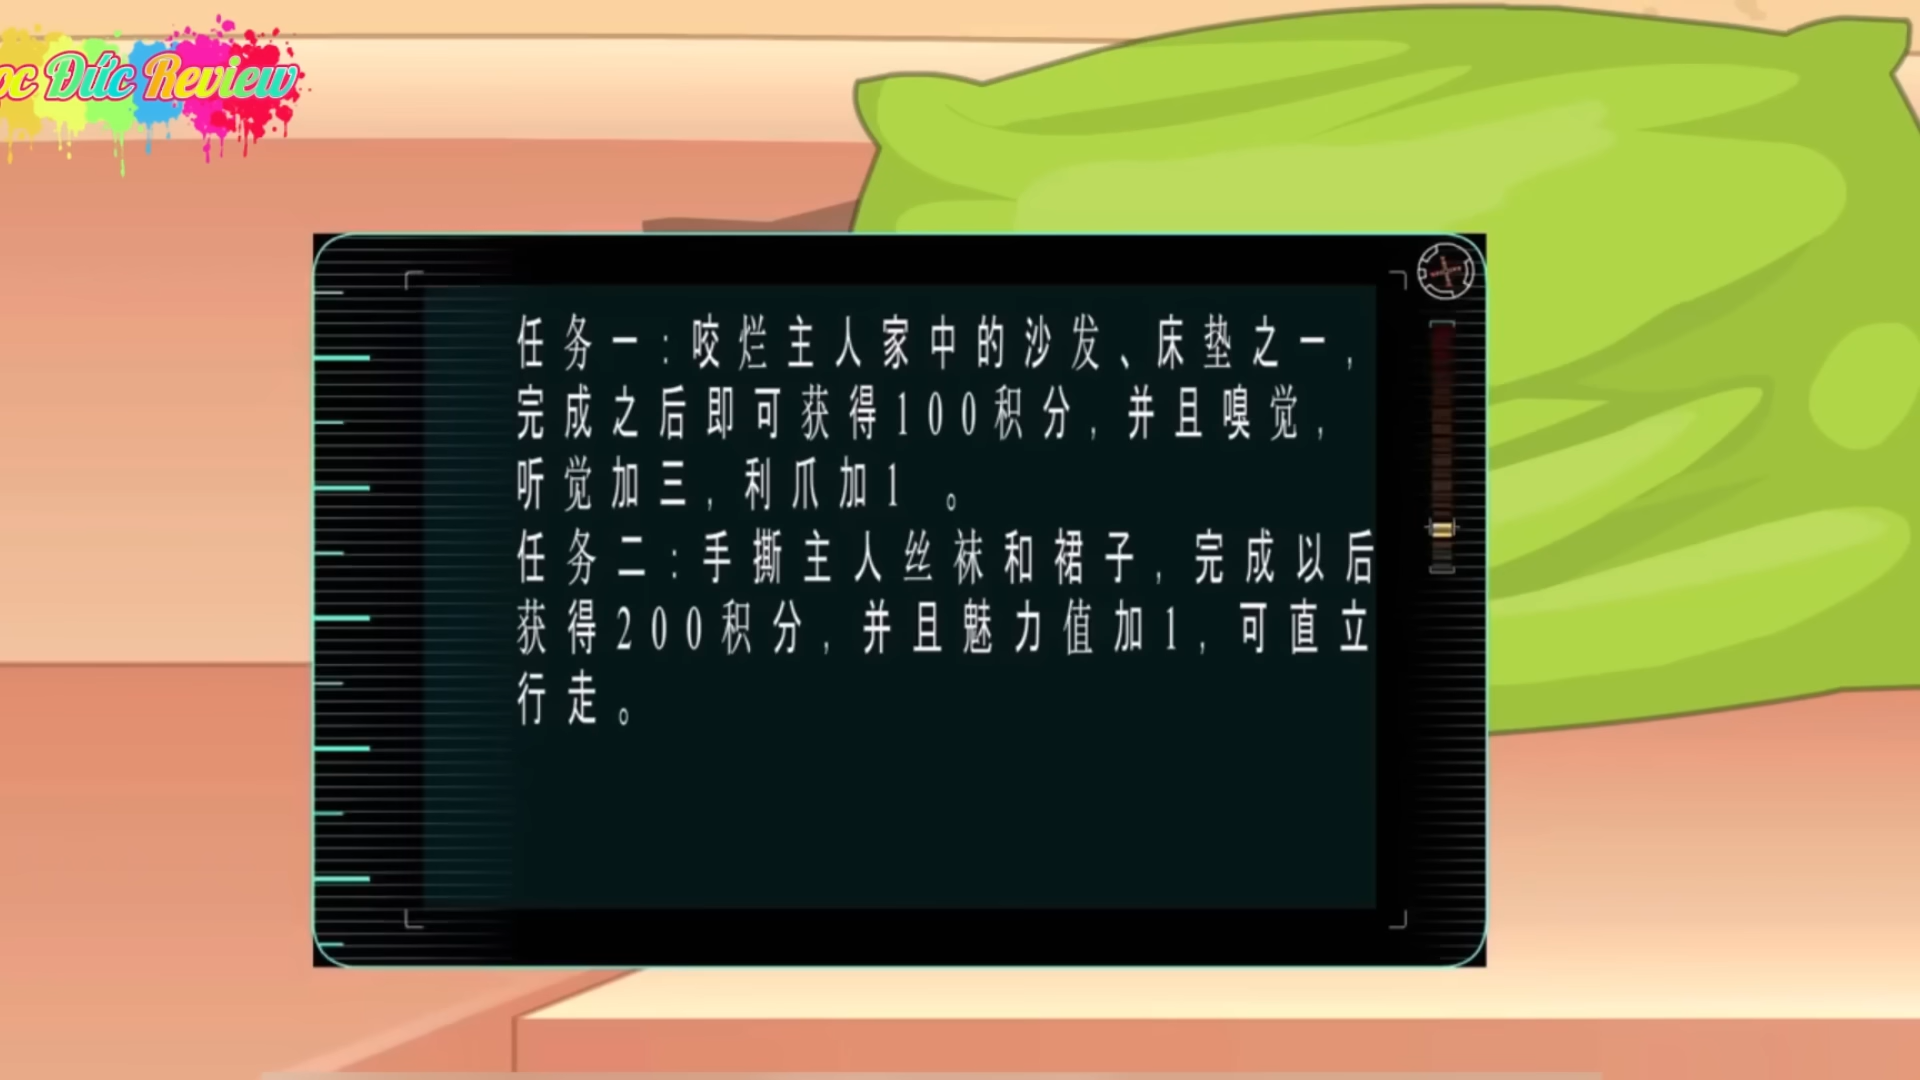 ọc Đức Review
任务一：咬烂主人家中的沙发、床垫之一，
完成之后即可获得100积分，并且嗅觉，
听觉加三，利爪加1 。
任务二：手撕主人丝袜和裙子，完成以后
获得200积分，并且魅力值加1，可直立
行走。